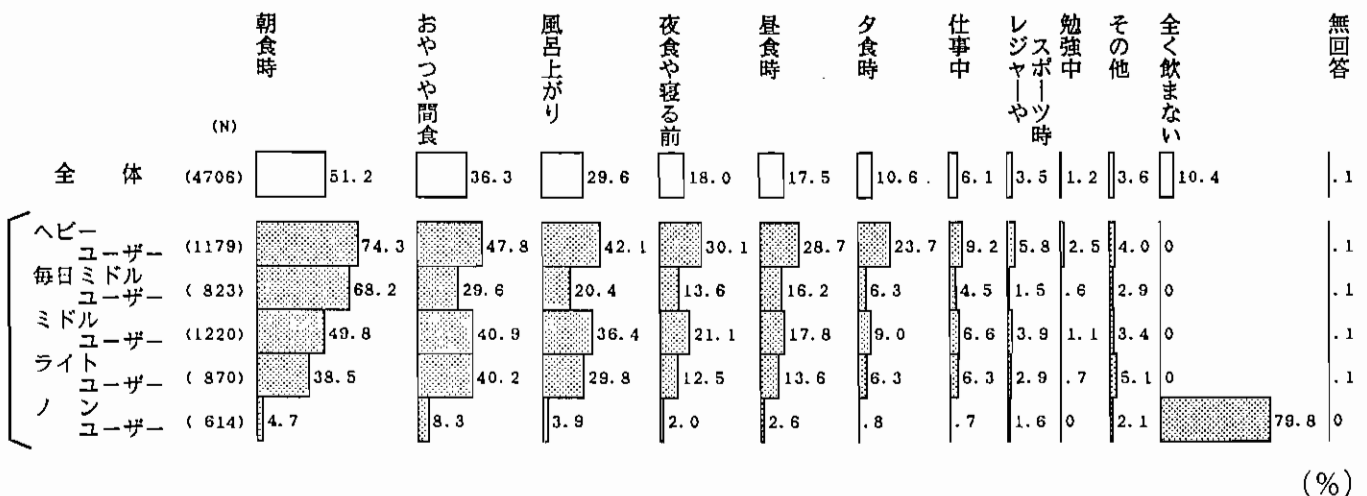 朝食時
おやつや間食
風呂上がり
夜食や寝る前
昼食時
夕食時
仕事中
レジャーや
スポーツ時
勉強中
その他
全く飲まない
無回答
(N)
全 体 (4706) 51.2 36.3 29.6 18.0 17.5 10.6 6.1 3.5 1.2 3.6 10.4 .1
ヘビー
ユーザー (1179) 74.3 47.8 42.1 30.1 28.7 23.7 9.2 5.8 2.5 4.0 0 .1
毎日ミドル
ユーザー ( 823) 68.2 29.6 20.4 13.6 16.2 6.3 4.5 1.5 .6 2.9 0 .1
ミドル
ユーザー (1220) 49.8 40.9 36.4 21.1 17.8 9.0 6.6 3.9 1.1 3.4 0 .1
ライト
ユーザー ( 870) 38.5 40.2 29.8 12.5 13.6 6.3 6.3 2.9 .7 5.1 0 .1
ノン
ユーザー ( 614) 4.7 8.3 3.9 2.0 2.6 .8 .7 1.6 0 2.1 79.8 0
(%)